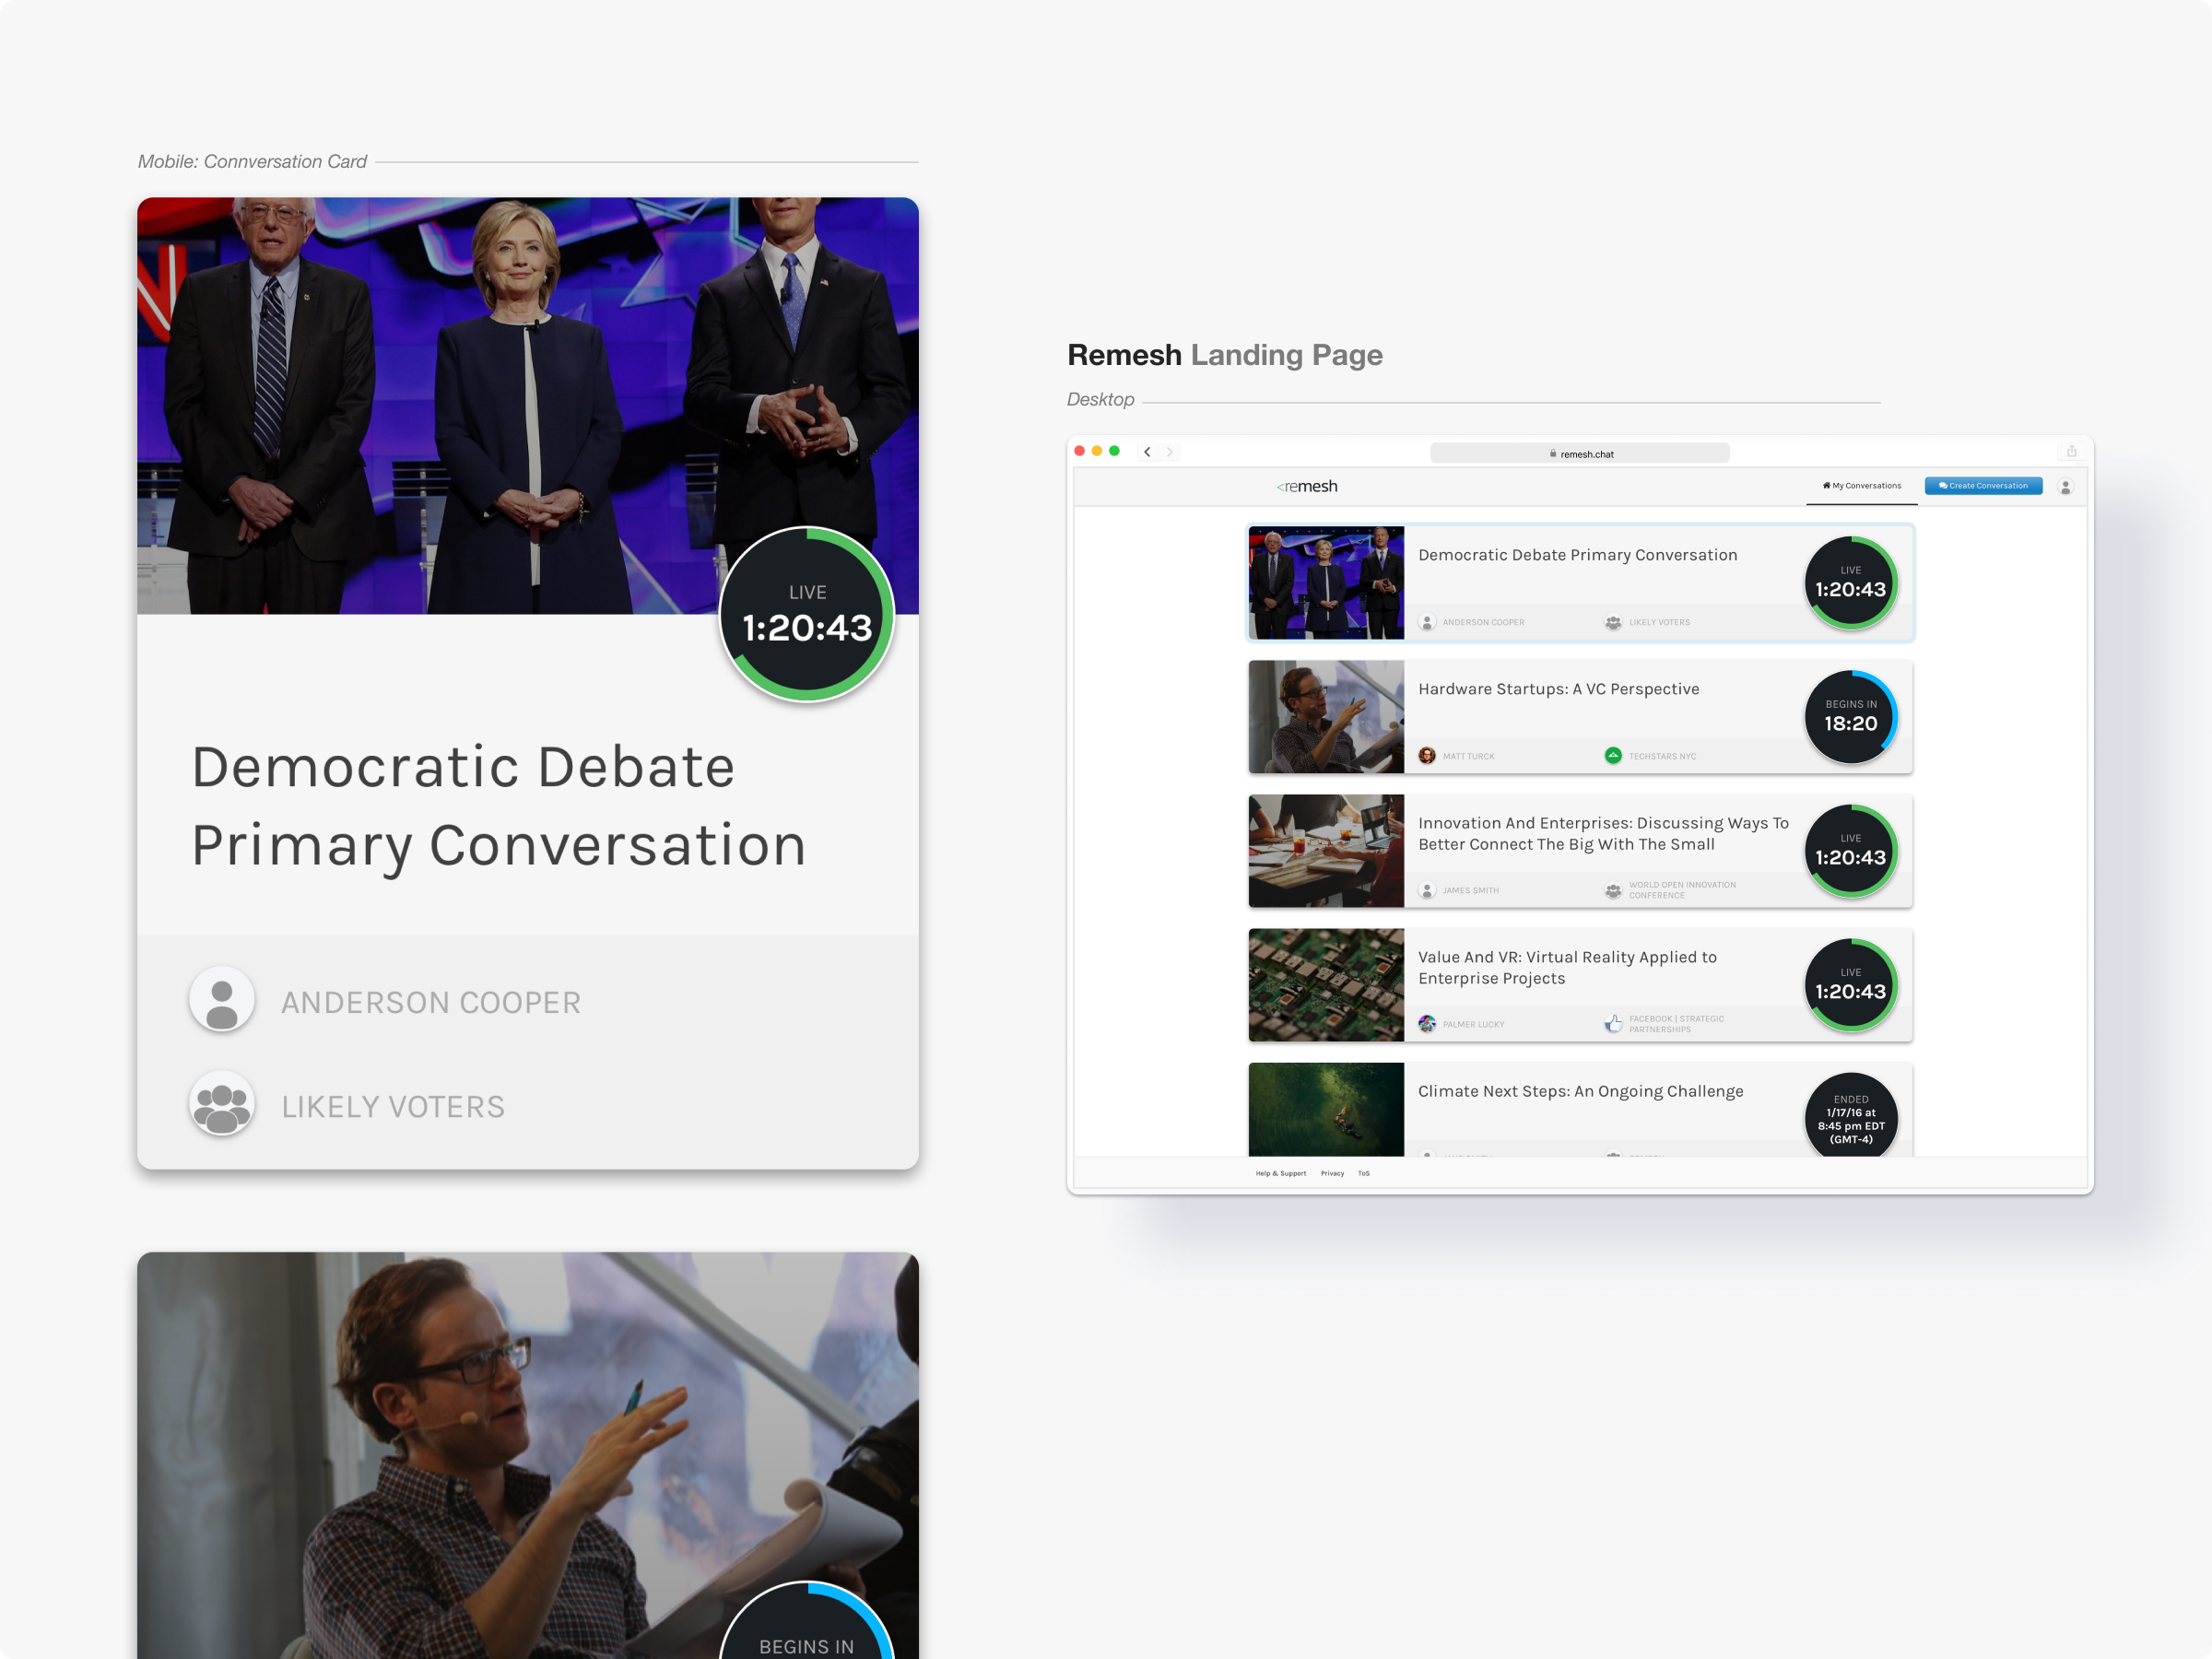 Mobile: Connversation Card
N
LIVE
1:20:43
Democratic Debate
Primary Conversation
ANDERSON COOPER
LIKELY VOTERS
BEGINS IN
Remesh Landing Page
Desktop
remesh.chat
<remesh
My Conversations
Create Conversation
Democratic Debate Primary Conversation
LIVE
1:20:43
ANDERSON COOPER
LIKELY VOTERS
Hardware Startups: A VC Perspective
BEGINS IN
18:20
MATT TURCK
TECHSTARS NYC
Innovation And Enterprises: Discussing Ways To
Better Connect The Big With The Small
LIVE
1:20:43
JAMES SMITH
WORLD OPEN INNOVATION
CONFERENCE
Value And VR: Virtual Reality Applied to
Enterprise Projects
LIVE
1:20:43
PALMER LUCKY
FACEBOOK | STRATEGIC
PARTNERSHIPS
Climate Next Steps: An Ongoing Challenge
ENDED
1/17/16 at
8:45 pm EDT
(GMT-4)
Help & Support
Privacy
ToS